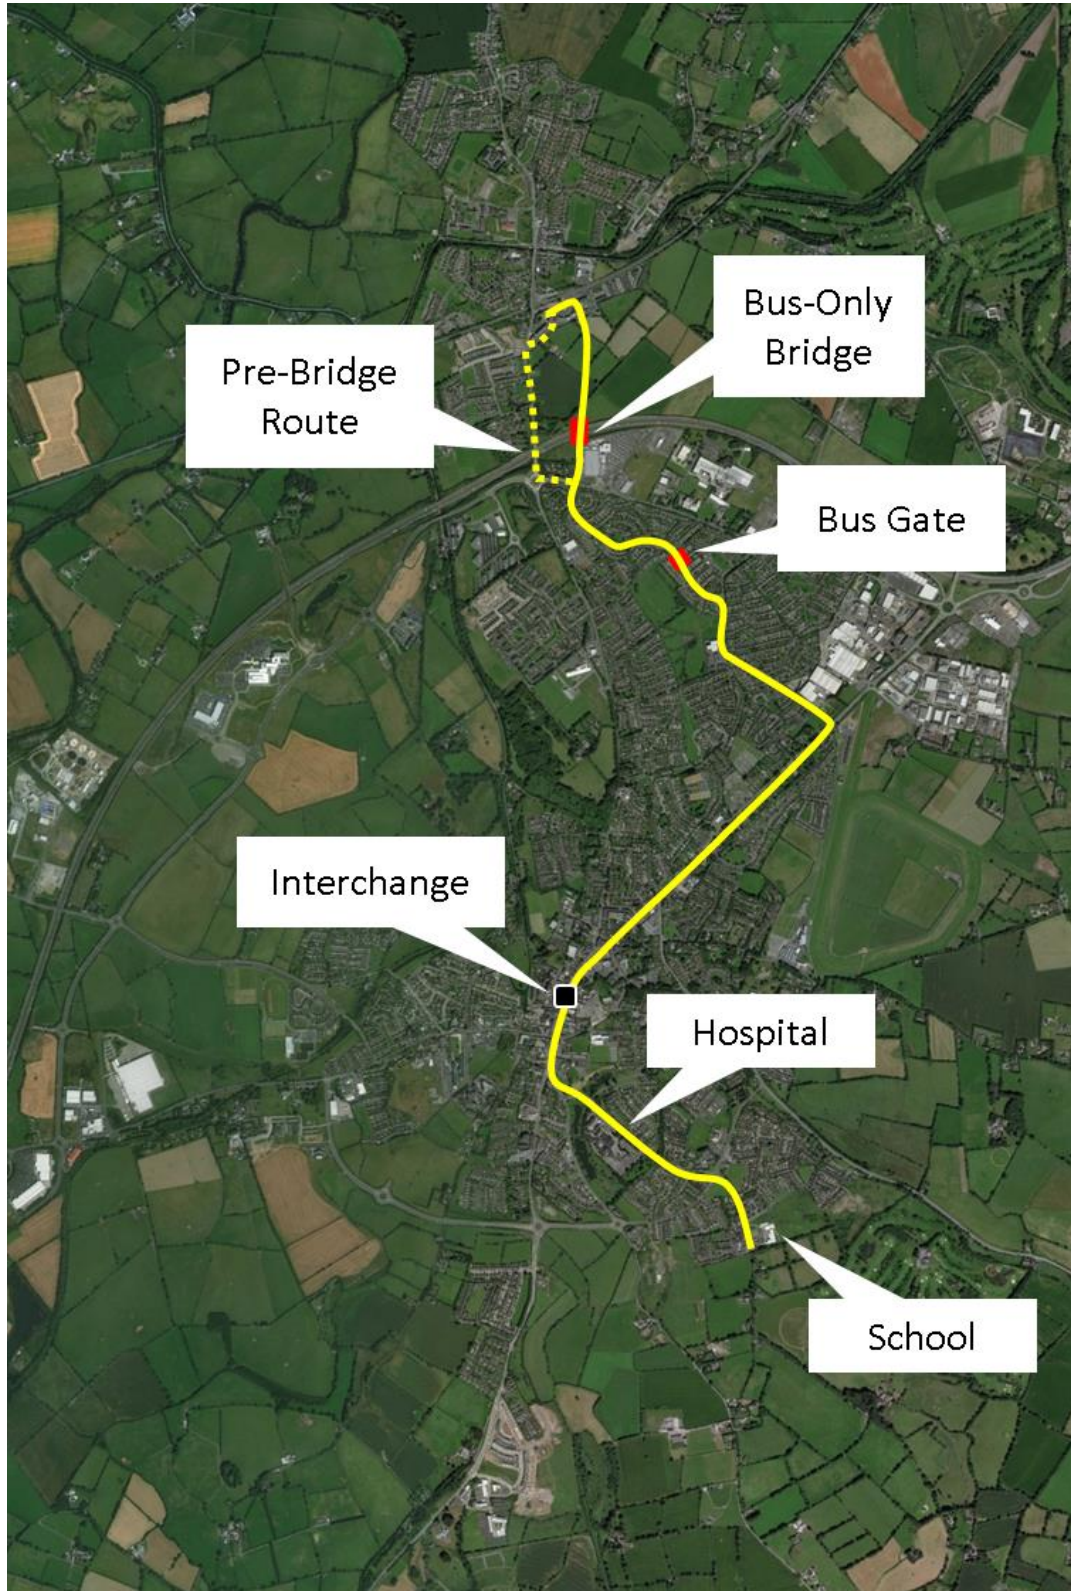 Bus-Only
Bridge
Pre-Bridge
Route
Bus Gate
Interchange
Hospital
School